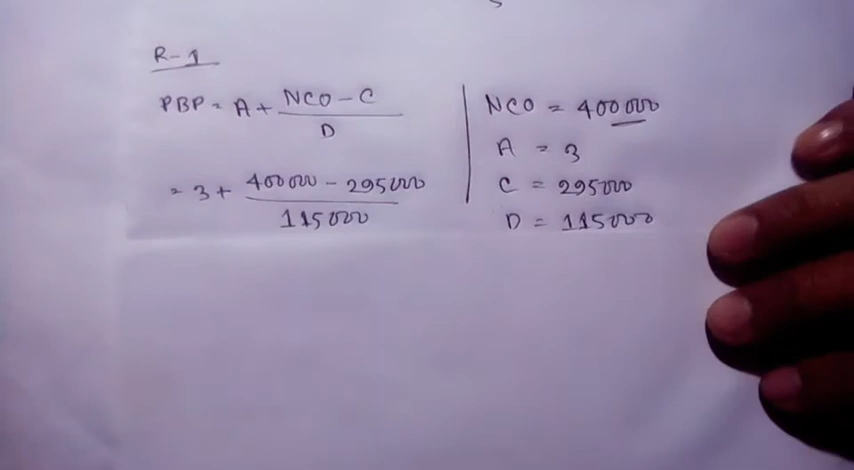 R-1
PBP = A + NCO - C / D
= 3 + 400000 - 295000 / 115000
NCO = 400000
A = 3
C = 295000
D = 115000